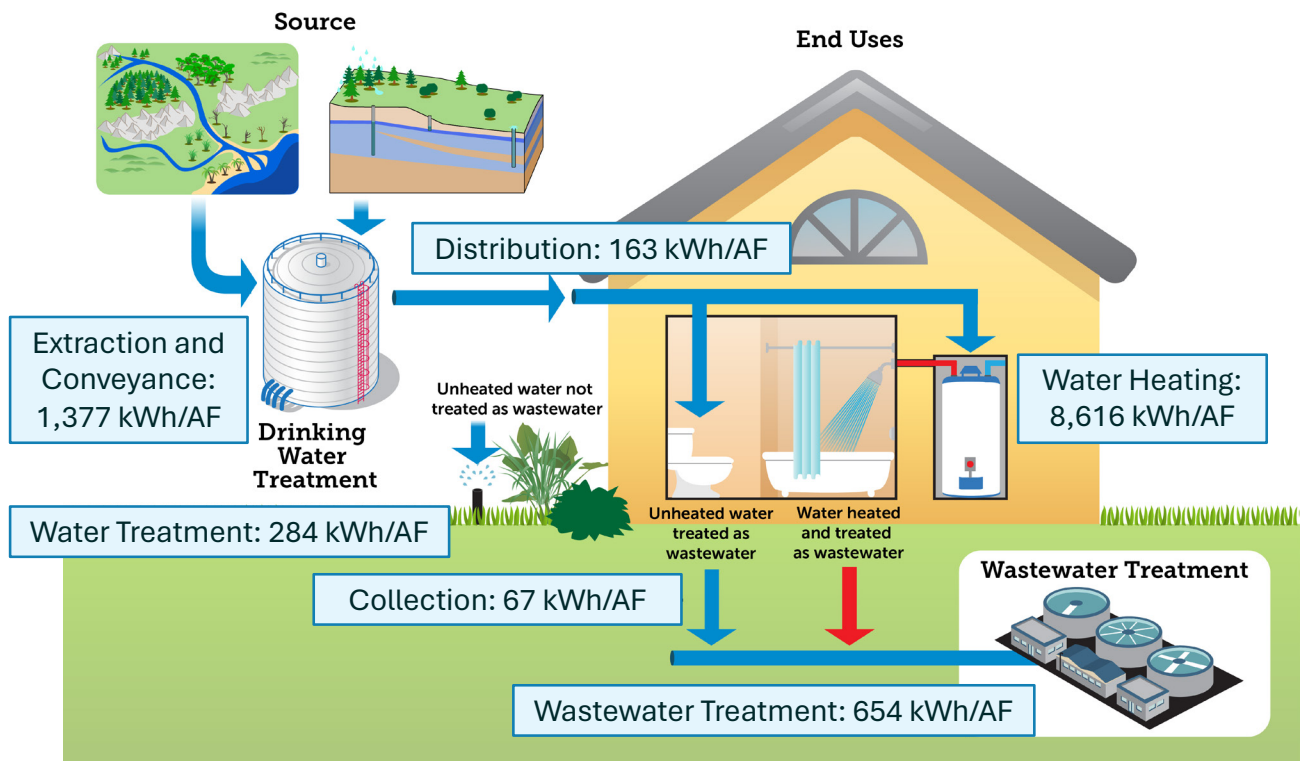 Source
End Uses
Distribution: 163 kWh/AF
Extraction and
Conveyance:
1,377 kWh/AF
Unheated water not
treated as wastewater
Water Heating:
8,616 kWh/AF
Drinking
Water
Treatment
Water Treatment: 284 kWh/AF
Unheated water
treated as
wastewater
Water heated
and treated
as wastewater
Collection: 67 kWh/AF
Wastewater Treatment
Wastewater Treatment: 654 kWh/AF